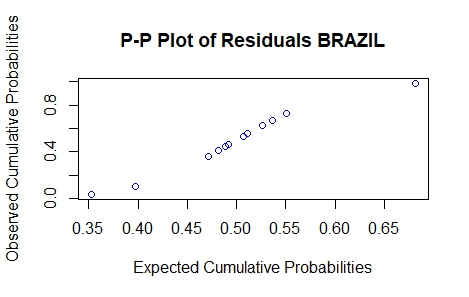 P-P Plot of Residuals BRAZIL
Observed Cumulative Probabilities
0.8
0.4
0.0
0.35 0.40 0.45 0.50 0.55 0.60 0.65
Expected Cumulative Probabilities